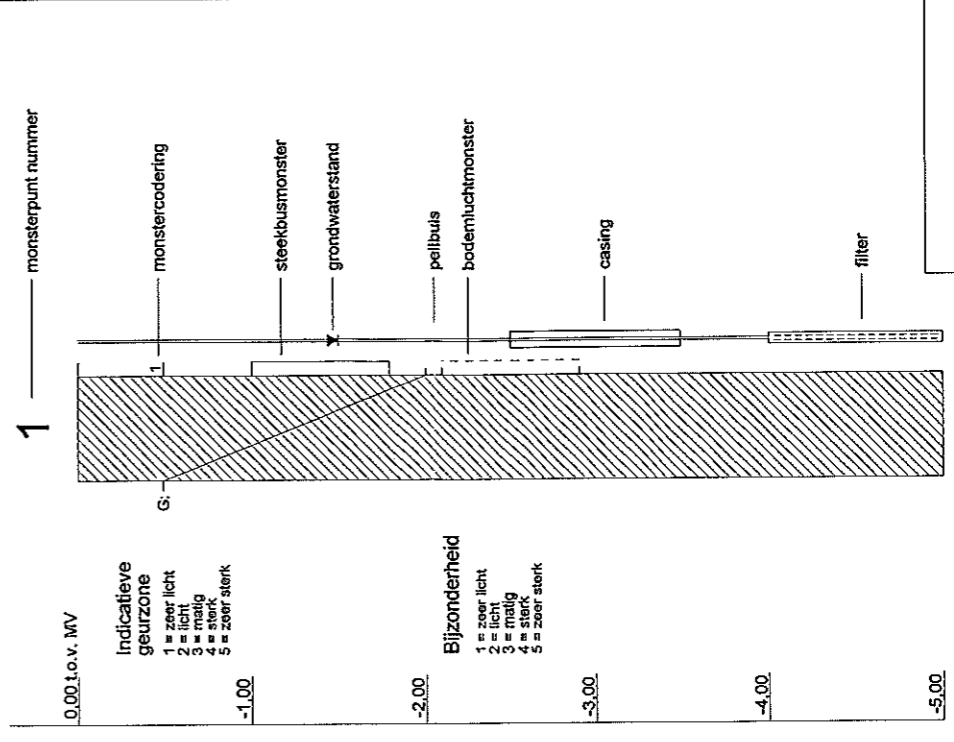 1
monsterpunt nummer
0,00 t.o.v. MV
Indicatieve
geurzone
1 = zeer licht
2 = licht
3 = matig
4 = sterk
5 = zeer sterk
G:
1
monstercodering
-1,00
steekbusmonster
grondwaterstand
-2,00
peilbuis
Bijzonderheid
1 = zeer licht
2 = licht
3 = matig
4 = sterk
5 = zeer sterk
bodemluchtmonster
-3,00
casing
-4,00
filter
-5,00